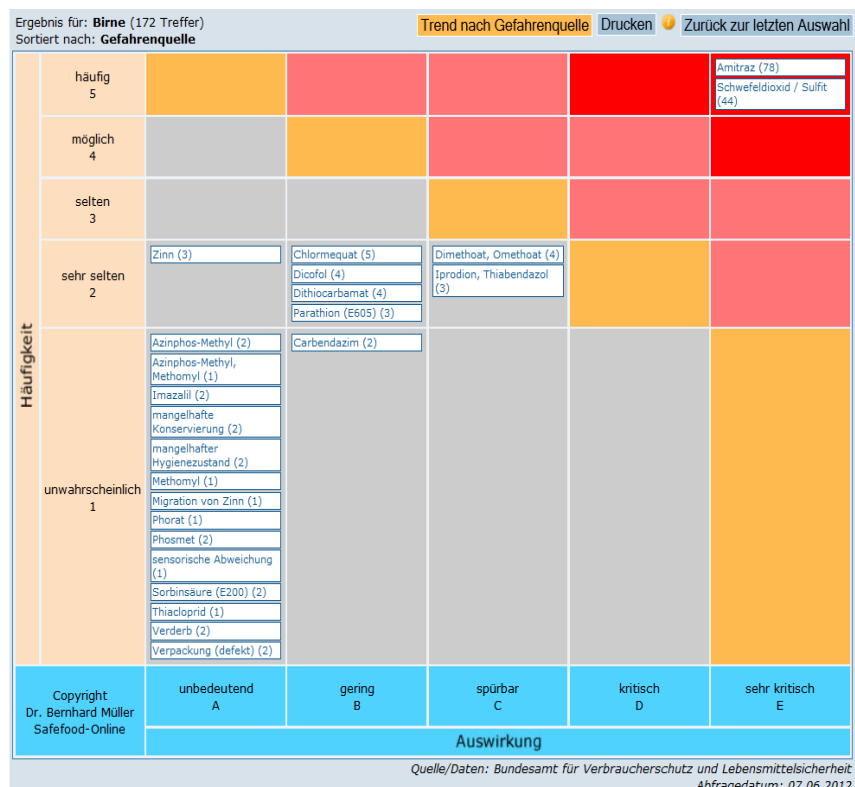 Ergebnis für: Birne (172 Treffer)
Sortiert nach: Gefahrenquelle
Trend nach Gefahrenquelle
Drucken
Zurück zur letzten Auswahl
Häufigkeit
häufig
5
Amitraz (78)
Schwefeldioxid / Sulfit
(44)
möglich
4
selten
3
sehr selten
2
Zinn (3)
Chlormequat (5)
Dicofol (4)
Dithiocarbamat (4)
Parathion (E605) (3)
Dimethoat, Omethoat (4)
Iprodion, Thiabendazol
(3)
unwahrscheinlich
1
Azinphos-Methyl (2)
Azinphos-Methyl,
Methomyl (1)
Imazalil (2)
mangelhafte
Konservierung (2)
mangelhafter
Hygienezustand (2)
Methomyl (1)
Migration von Zinn (1)
Phorat (1)
Phosmet (2)
sensorische Abweichung
(1)
Sorbinsäure (E200) (2)
Thiacloprid (1)
Verderb (2)
Verpackung (defekt) (2)
Carbendazim (2)
Copyright
Dr. Bernhard Müller
Safefood-Online
unbedeutend
A
gering
B
spürbar
C
kritisch
D
sehr kritisch
E
Auswirkung
Quelle/Daten: Bundesamt für Verbraucherschutz und Lebensmittelsicherheit
Abfragedatum: 07.06.2012